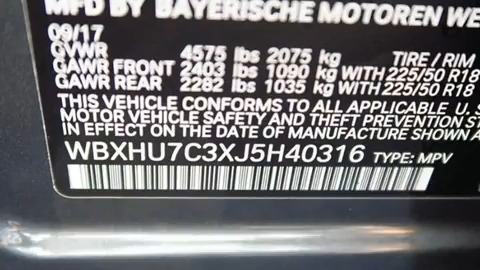 MFD BY BAYERISCHE MOTOREN WE
09/17
GVWR 4575 lbs 2075 kg TIRE / RIM
GAWR FRONT 2403 lbs 1090 kg WITH 225/50 R18
GAWR REAR 2282 lbs 1035 kg WITH 225/50 R18
THIS VEHICLE CONFORMS TO ALL APPLICABLE U.S
MOTOR VEHICLE SAFETY AND THEFT PREVENTION ST
IN EFFECT ON THE DATE OF MANUFACTURE SHOWN A
WBXHU7C3XJ5H40316 TYPE: MPV